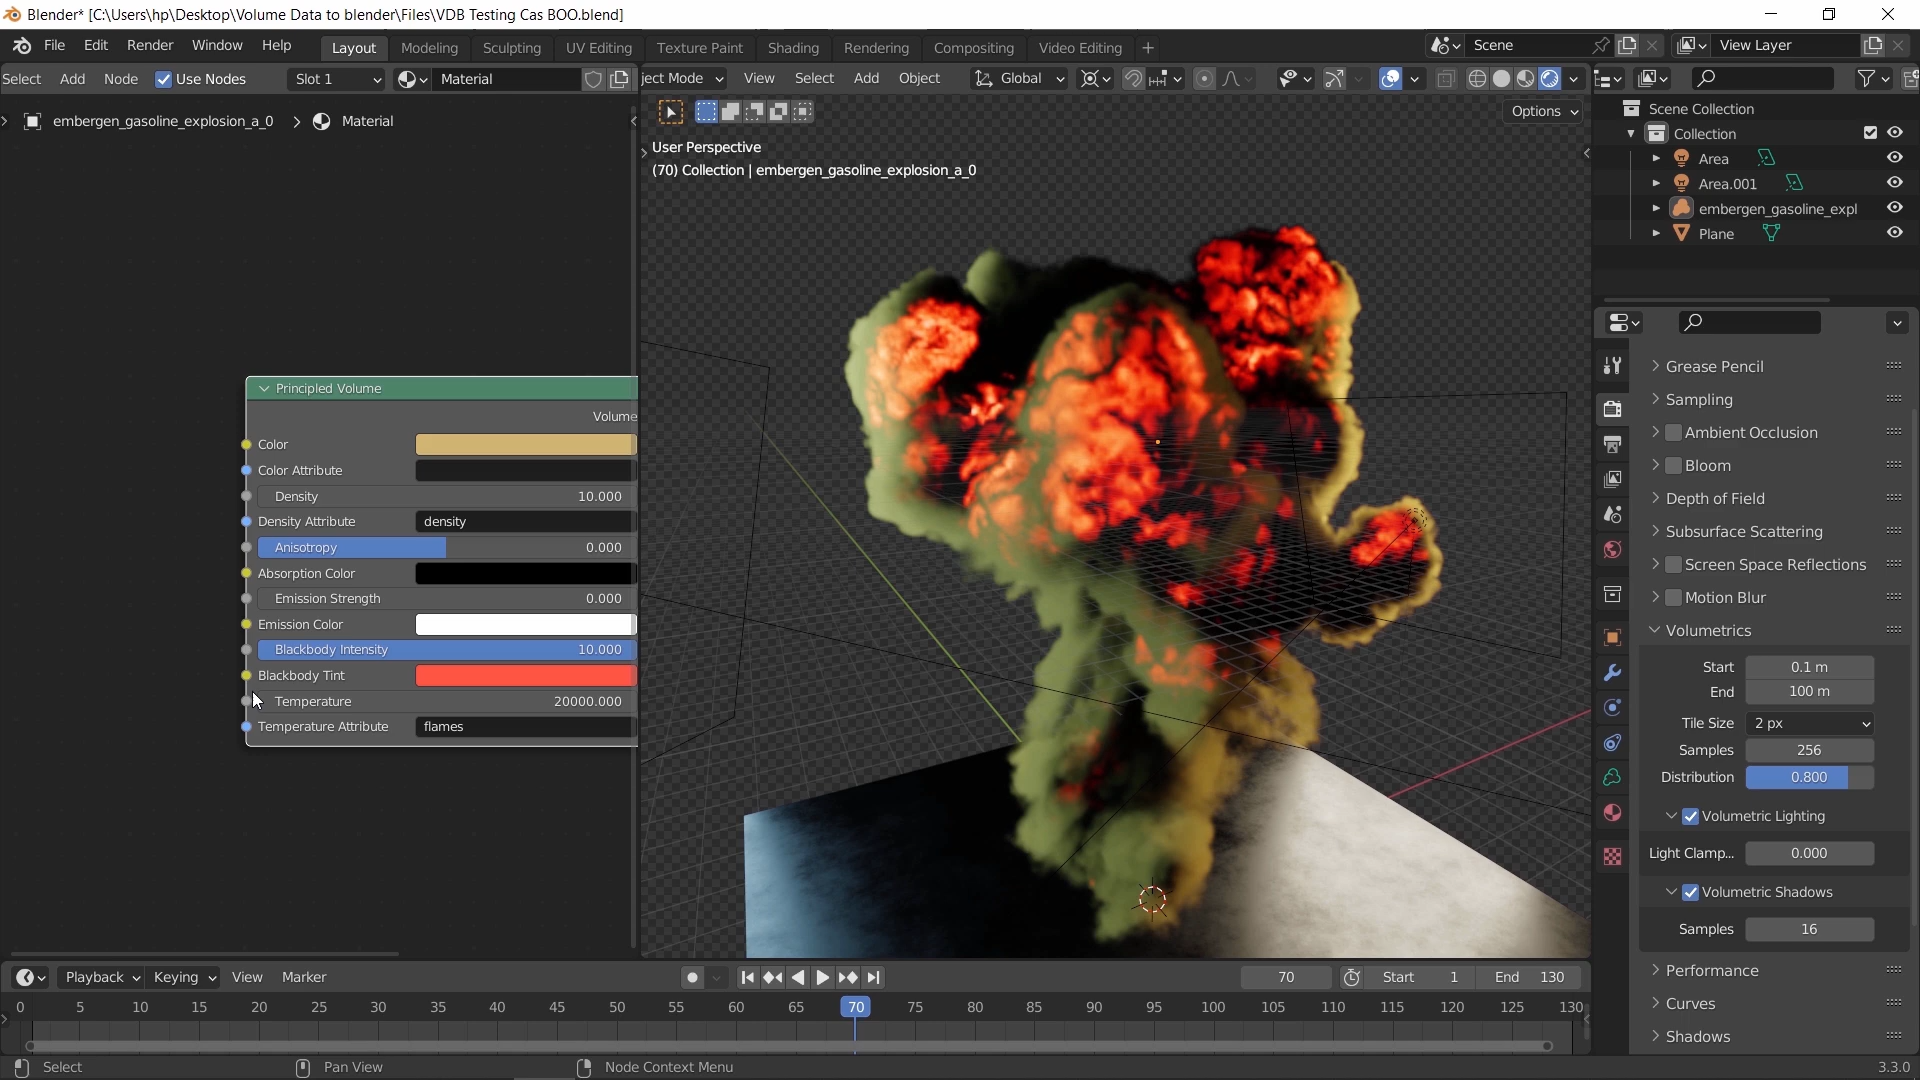 Blender* [C:\Users\hp\Desktop\Volume Data to blender\Files\VDB Testing Cas BOO.blend]
File Edit Render Window Help Layout Modeling Sculpting UV Editing Texture Paint Shading Rendering Compositing Video Editing + Scene View Layer
Select Add Node Use Nodes Slot 1 Material
ject Mode View Select Add Object Global
Options
embergen_gasoline_explosion_a_0 > Material
User Perspective
(70) Collection | embergen_gasoline_explosion_a_0
Principled Volume
Volume
Color
Color Attribute
Density 10.000
Density Attribute density
Anisotropy 0.000
Absorption Color
Emission Strength 0.000
Emission Color
Blackbody Intensity 10.000
Blackbody Tint
Temperature 20000.000
Temperature Attribute flames
Scene Collection
Collection
Area
Area.001
embergen_gasoline_expl
Plane
Grease Pencil
Sampling
Ambient Occlusion
Bloom
Depth of Field
Subsurface Scattering
Screen Space Reflections
Motion Blur
Volumetrics
Start 0.1 m
End 100 m
Tile Size 2 px
Samples 256
Distribution 0.800
Volumetric Lighting
Light Clamp... 0.000
Volumetric Shadows
Samples 16
Performance
Curves
Shadows
Playback Keying View Marker 70 Start 1 End 130
0 5 10 15 20 25 30 35 40 45 50 55 60 65 70 75 80 85 90 95 100 105 110 115 120 125 130
Select Pan View Node Context Menu 3.3.0